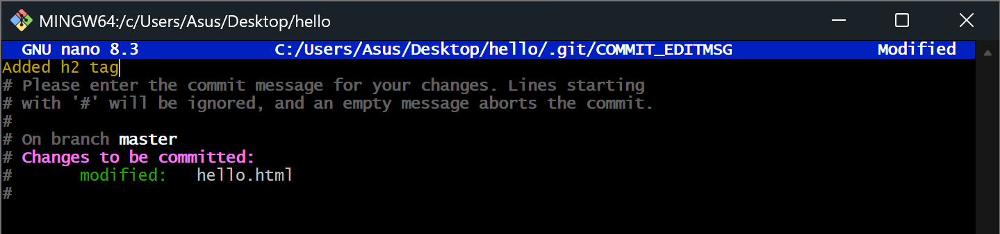 MINGW64:/c/Users/Asus/Desktop/hello
GNU nano 8.3 C:/Users/Asus/Desktop/hello/.git/COMMIT_EDITMSG Modified
Added h2 tag
# Please enter the commit message for your changes. Lines starting
# with '#' will be ignored, and an empty message aborts the commit.
#
# On branch master
# Changes to be committed:
#       modified:   hello.html
#